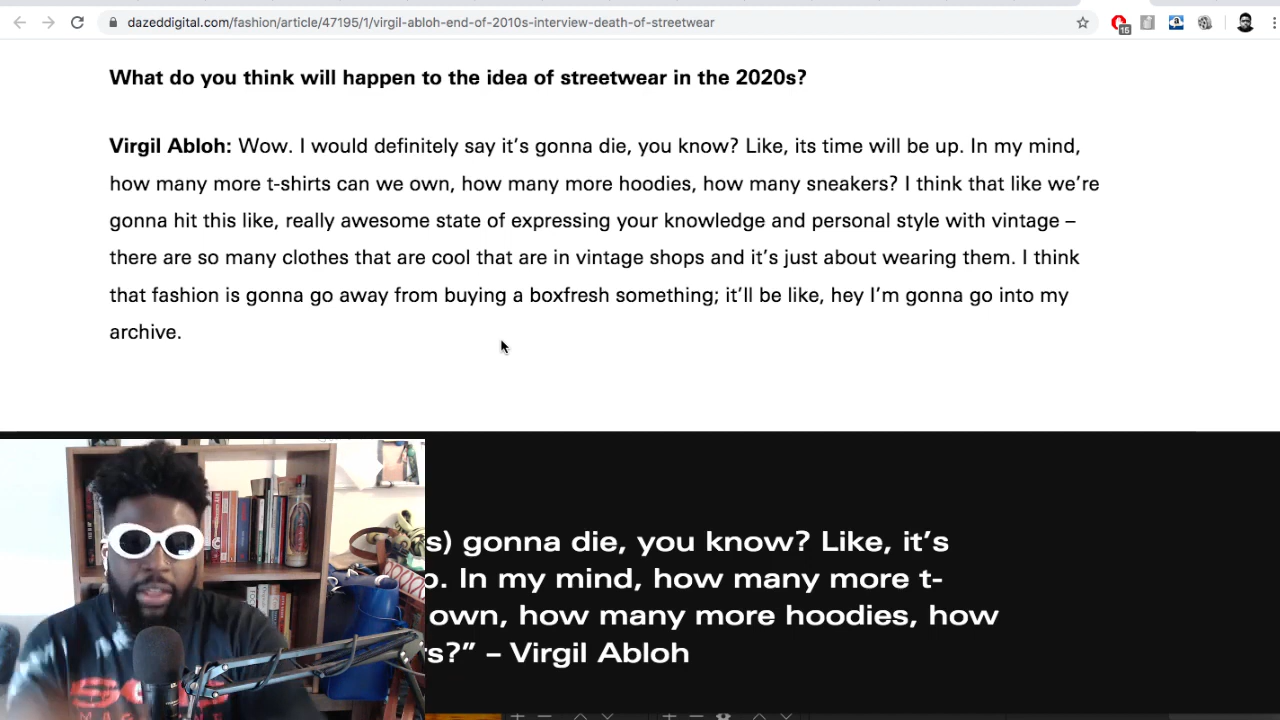 dazeddigital.com/fashion/article/47195/1/virgil-abloh-end-of-2010s-interview-death-of-streetwear
15
What do you think will happen to the idea of streetwear in the 2020s?
Virgil Abloh: Wow. I would definitely say it's gonna die, you know? Like, its time will be up. In my mind,
how many more t-shirts can we own, how many more hoodies, how many sneakers? I think that like we're
gonna hit this like, really awesome state of expressing your knowledge and personal style with vintage –
there are so many clothes that are cool that are in vintage shops and it's just about wearing them. I think
that fashion is gonna go away from buying a boxfresh something; it'll be like, hey I'm gonna go into my
archive.
s) gonna die, you know? Like, it's
o. In my mind, how many more t-
own, how many more hoodies, how
rs?” – Virgil Abloh